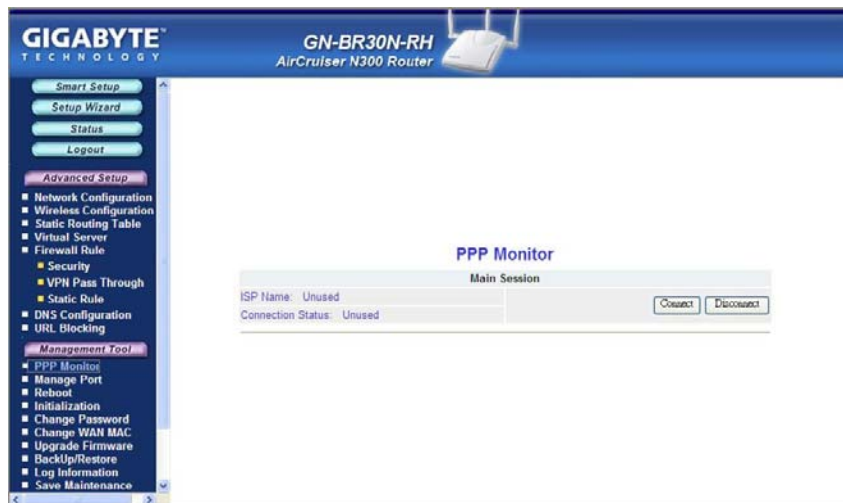 GIGABYTE™
TECHNOLOGY
GN-BR30N-RH
AirCruiser N300 Router
Smart Setup
Setup Wizard
Status
Logout
Advanced Setup
Network Configuration
Wireless Configuration
Static Routing Table
Virtual Server
Firewall Rule
Security
VPN Pass Through
Static Rule
DNS Configuration
URL Blocking
Management Tool
PPP Monitor
Manage Port
Reboot
Initialization
Change Password
Change WAN MAC
Upgrade Firmware
BackUp/Restore
Log Information
Save Maintenance
PPP Monitor
Main Session
ISP Name: Unused
Connection Status: Unused
Connect Disconnect